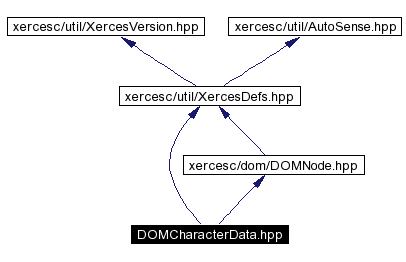 xercesc/util/XercesVersion.hpp
xercesc/util/AutoSense.hpp
xercesc/util/XercesDefs.hpp
xercesc/dom/DOMNode.hpp
DOMCharacterData.hpp